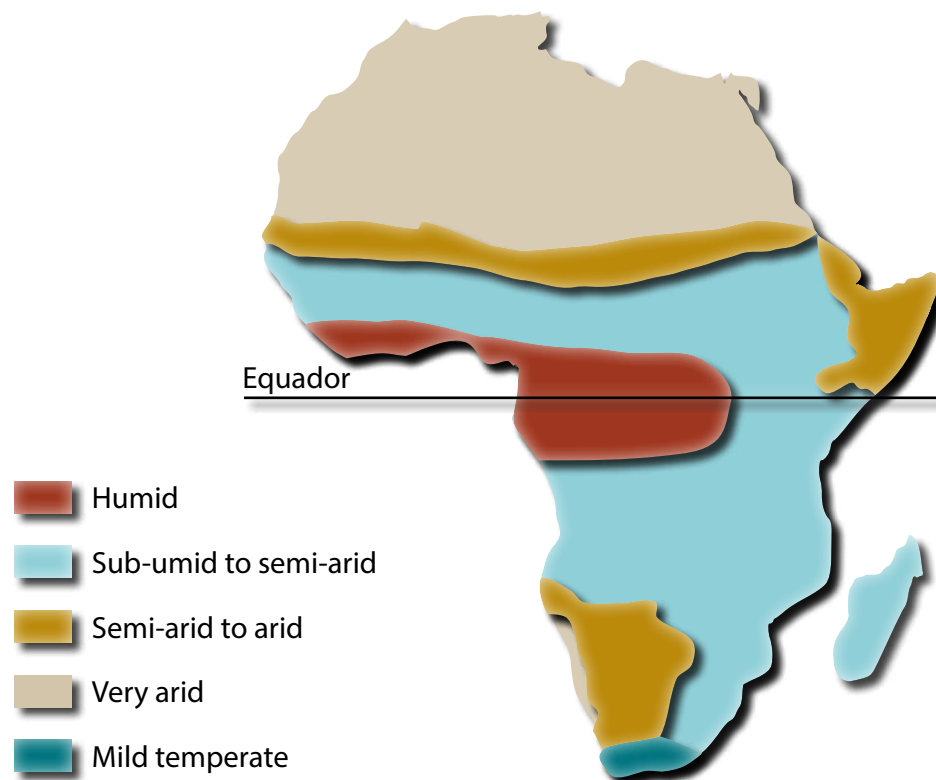 Equador
Humid
Sub-umid to semi-arid
Semi-arid to arid
Very arid
Mild temperate